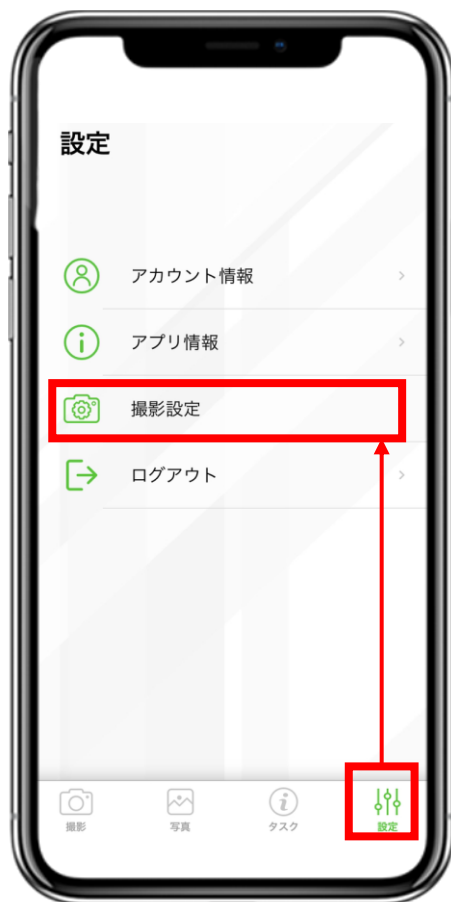 設定
アカウント情報
アプリ情報
撮影設定
ログアウト
撮影
写真
タスク
設定